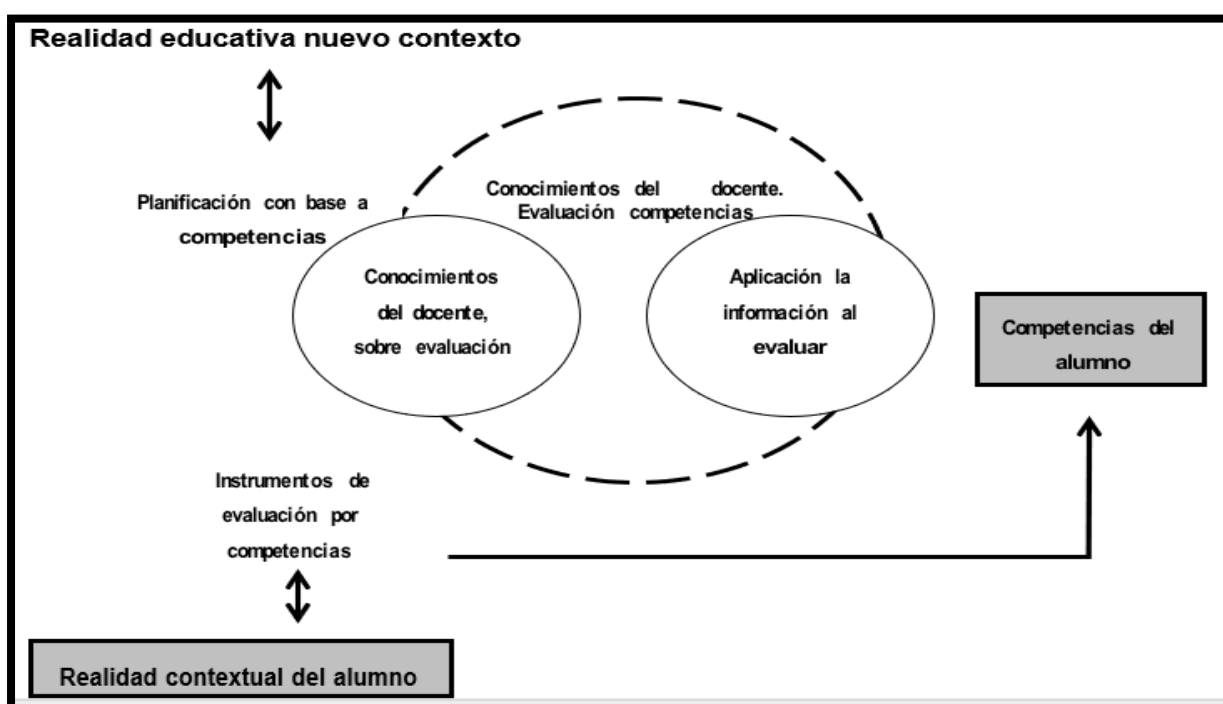 Realidad educativa nuevo contexto
Planificación con base a
competencias
Conocimientos del docente.
Evaluación competencias
Conocimientos
del docente,
sobre evaluación
Aplicación la
información al
evaluar
Competencias del
alumno
Instrumentos de
evaluación por
competencias
Realidad contextual del alumno